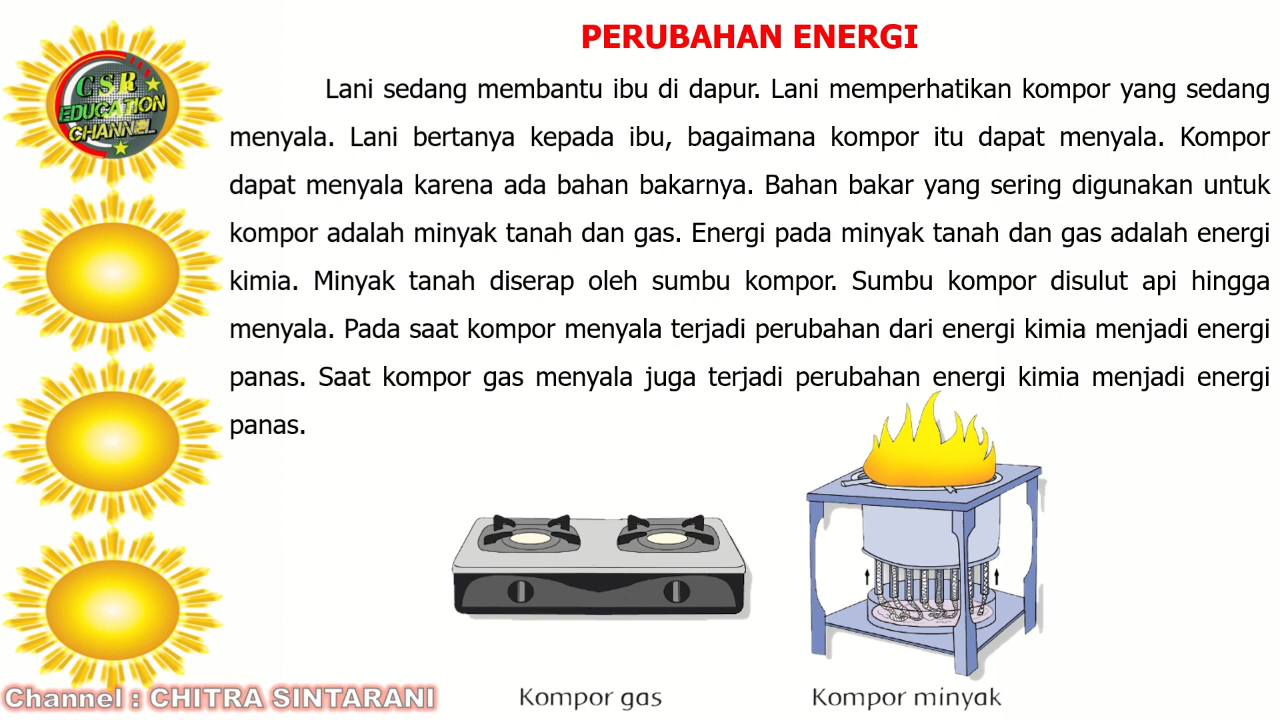 PERUBAHAN ENERGI
Lani sedang membantu ibu di dapur. Lani memperhatikan kompor yang sedang
menyala. Lani bertanya kepada ibu, bagaimana kompor itu dapat menyala. Kompor
dapat menyala karena ada bahan bakarnya. Bahan bakar yang sering digunakan untuk
kompor adalah minyak tanah dan gas. Energi pada minyak tanah dan gas adalah energi
kimia. Minyak tanah diserap oleh sumbu kompor. Sumbu kompor disulut api hingga
menyala. Pada saat kompor menyala terjadi perubahan dari energi kimia menjadi energi
panas. Saat kompor gas menyala juga terjadi perubahan energi kimia menjadi energi
panas.
CSR
EDUCATION
CHANNEL
Kompor gas
Kompor minyak
Channel : CHITRA SINTARANI